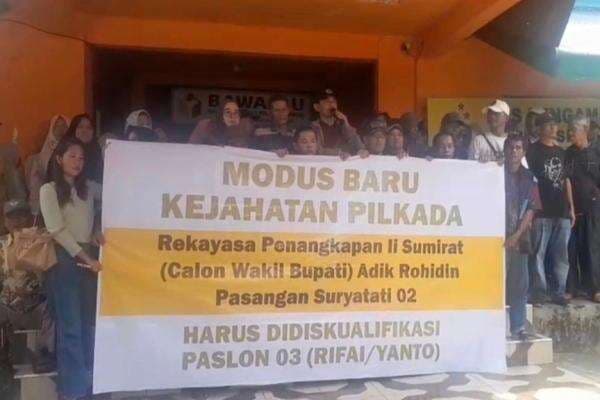 BAWASLU
MODUS BARU
KEJAHATAN PILKADA
Rekayasa Penangkapan Ii Sumirat
(Calon Wakil Bupati) Adik Rohidin
Pasangan Suryatati 02
HARUS DIDISKUALIFIKASI
PASLON 03 (RIFAI/YANTO)